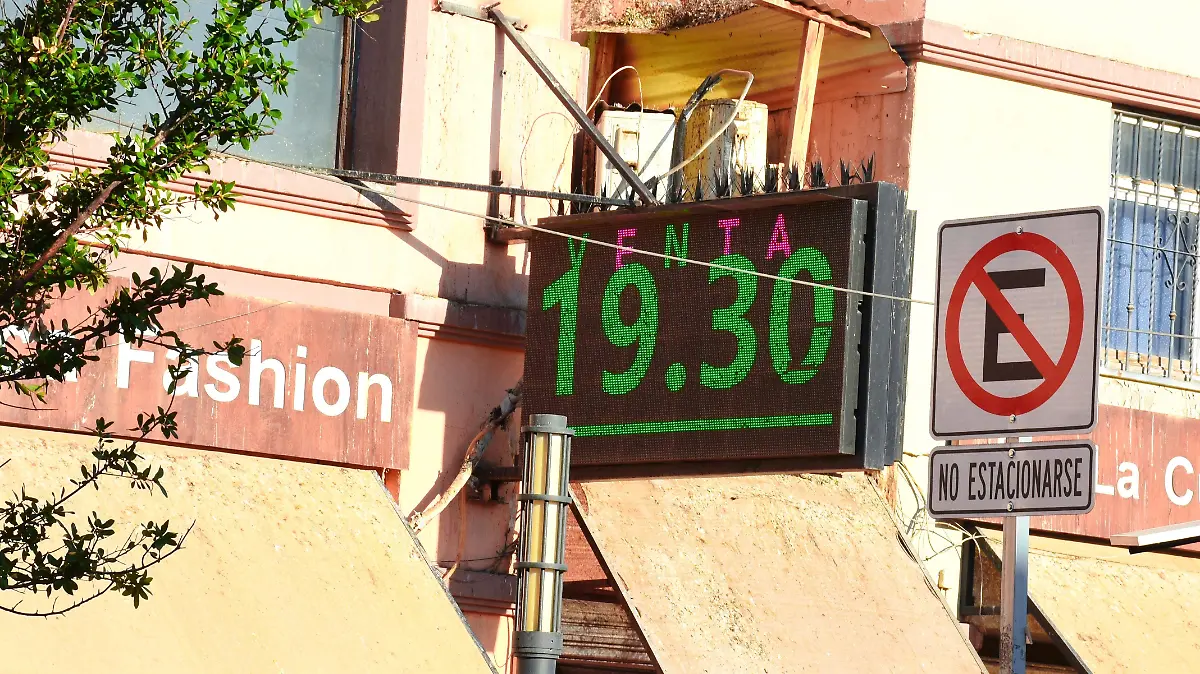 Fashion
VENTA
19.30
E
NO ESTACIONARSE
La C